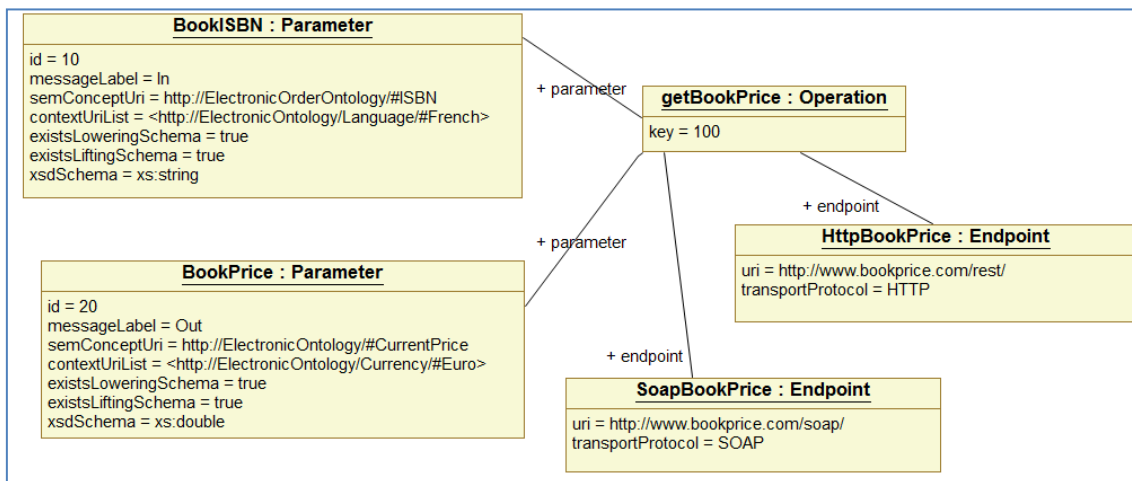 BookISBN : Parameter
id = 10
messageLabel = In
semConceptUri = http://ElectronicOrderOntology/#ISBN
contextUriList = <http://ElectronicOntology/Language/#French>
existsLoweringSchema = true
existsLiftingSchema = true
xsdSchema = xs:string
+ parameter
getBookPrice : Operation
key = 100
+ parameter
+ endpoint
HttpBookPrice : Endpoint
uri = http://www.bookprice.com/rest/
transportProtocol = HTTP
BookPrice : Parameter
id = 20
messageLabel = Out
semConceptUri = http://ElectronicOntology/#CurrentPrice
contextUriList = <http://ElectronicOntology/Currency/#Euro>
existsLoweringSchema = true
existsLiftingSchema = true
xsdSchema = xs:double
+ endpoint
SoapBookPrice : Endpoint
uri = http://www.bookprice.com/soap/
transportProtocol = SOAP